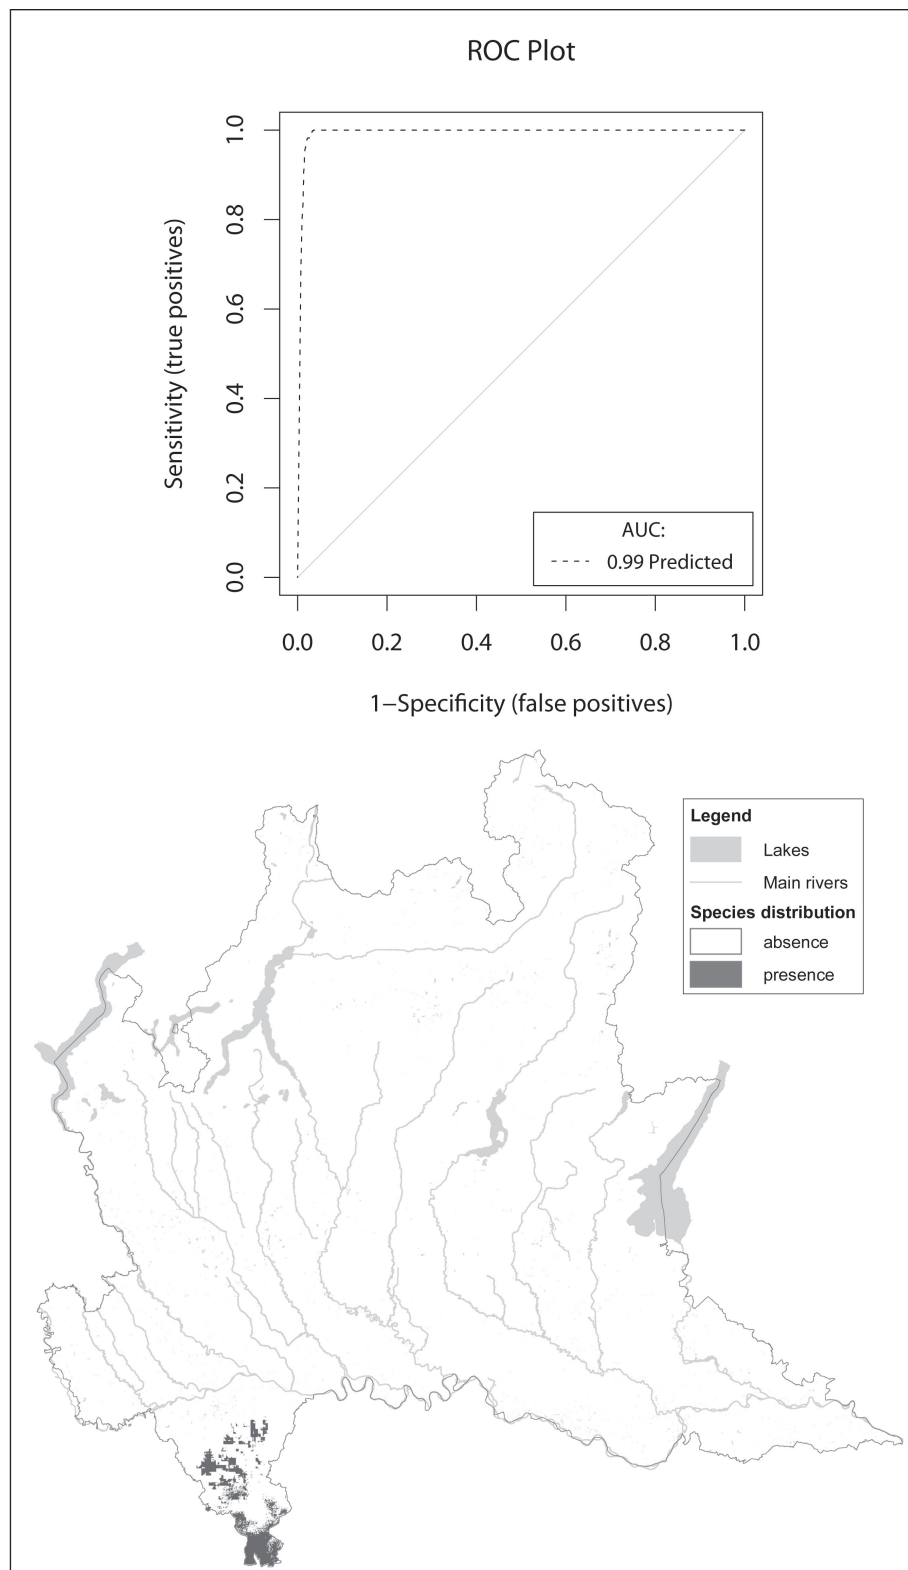 ROC Plot
Sensitivity (true positives)
1.0
0.8
0.6
0.4
0.2
0.0
AUC:
0.99 Predicted
0.0 0.2 0.4 0.6 0.8 1.0
1−Specificity (false positives)
Legend
Lakes
Main rivers
Species distribution
absence
presence